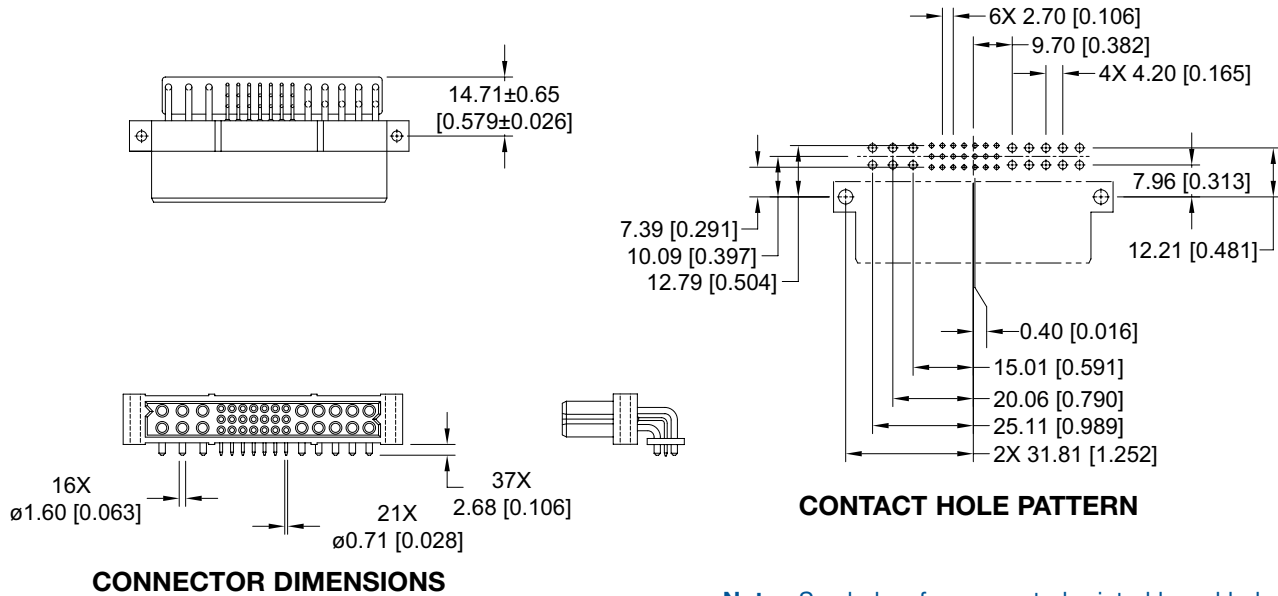 14.71±0.65
[0.579±0.026]
6X 2.70 [0.106]
9.70 [0.382]
4X 4.20 [0.165]
7.96 [0.313]
7.39 [0.291]
10.09 [0.397]
12.21 [0.481]
12.79 [0.504]
0.40 [0.016]
15.01 [0.591]
20.06 [0.790]
25.11 [0.989]
2X 31.81 [1.252]
CONTACT HOLE PATTERN
16X
ø1.60 [0.063]
21X
ø0.71 [0.028]
37X
2.68 [0.106]
CONNECTOR DIMENSIONS